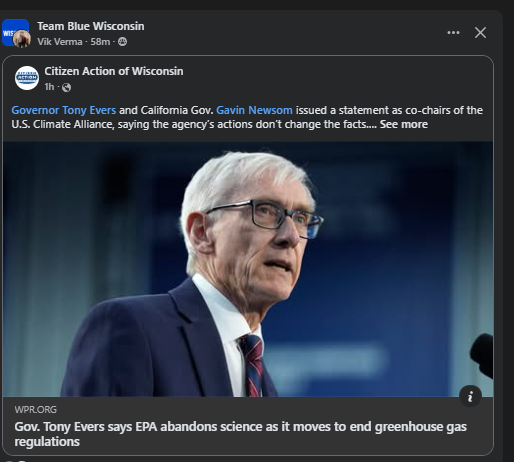 Team Blue Wisconsin
Vik Verma · 58m ·
Citizen Action of Wisconsin
1h ·
Governor Tony Evers and California Gov. Gavin Newsom issued a statement as co-chairs of the
U.S. Climate Alliance, saying the agency's actions don't change the facts.... See more
WPR.ORG
Gov. Tony Evers says EPA abandons science as it moves to end greenhouse gas
regulations